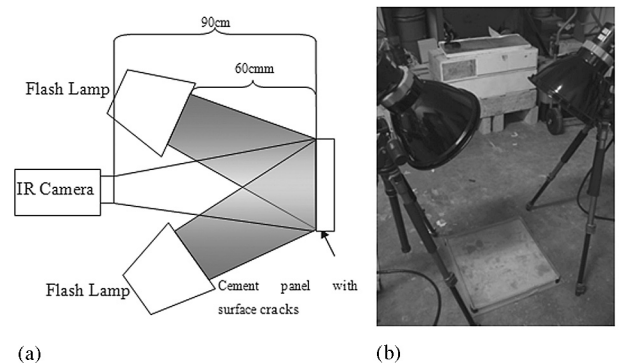 90cm
60cmm
Flash Lamp
IR Camera
Flash Lamp
Cement panel with
surface cracks
(a)
(b)